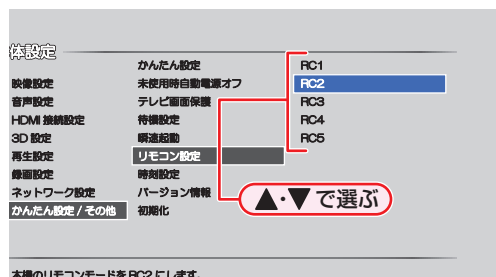 体設定
映像設定
音声設定
HDMI 接続設定
3D 設定
再生設定
録画設定
ネットワーク設定
かんたん設定 / その他
かんたん設定
未使用時自動電源オフ
テレビ画面保護
待機設定
瞬速起動
リモコン設定
時刻設定
バージョン情報
初期化
RC1
RC2
RC3
RC4
RC5
▲･▼で選ぶ
本機のリモコンモードを RC2 にします。